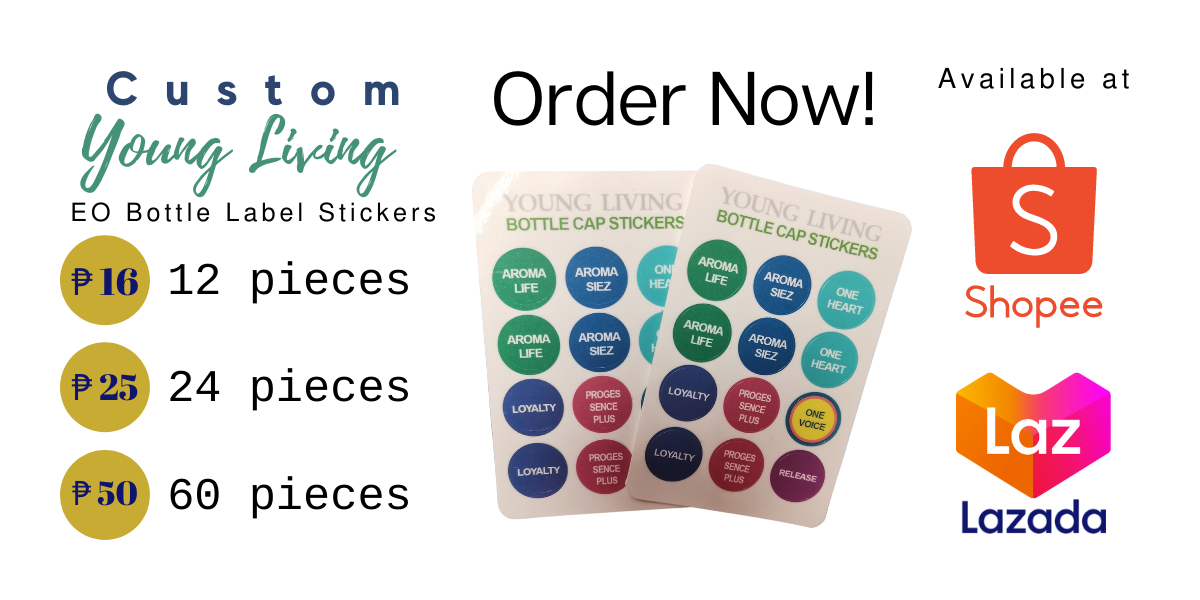 Custom
Young Living
EO Bottle Label Stickers
₱ 16 12 pieces
₱ 25 24 pieces
₱ 50 60 pieces
Order Now!
YOUNG LIVING
BOTTLE CAP STICKERS
AROMA
LIFE
AROMA
SIEZ
ON
HEA
AROMA
LIFE
AROMA
SIEZ
LOYALTY
PROGES
SENCE
PLUS
LOYALTY
PROGES
SENCE
PLUS
YOUNG LIVING
BOTTLE CAP STICKERS
AROMA
LIFE
AROMA
SIEZ
ONE
HEART
AROMA
LIFE
AROMA
SIEZ
ONE
HEART
LOYALTY
PROGES
SENCE
PLUS
ONE
VOICE
LOYALTY
PROGES
SENCE
PLUS
RELEASE
Available at
S
Shopee
Laz
Lazada